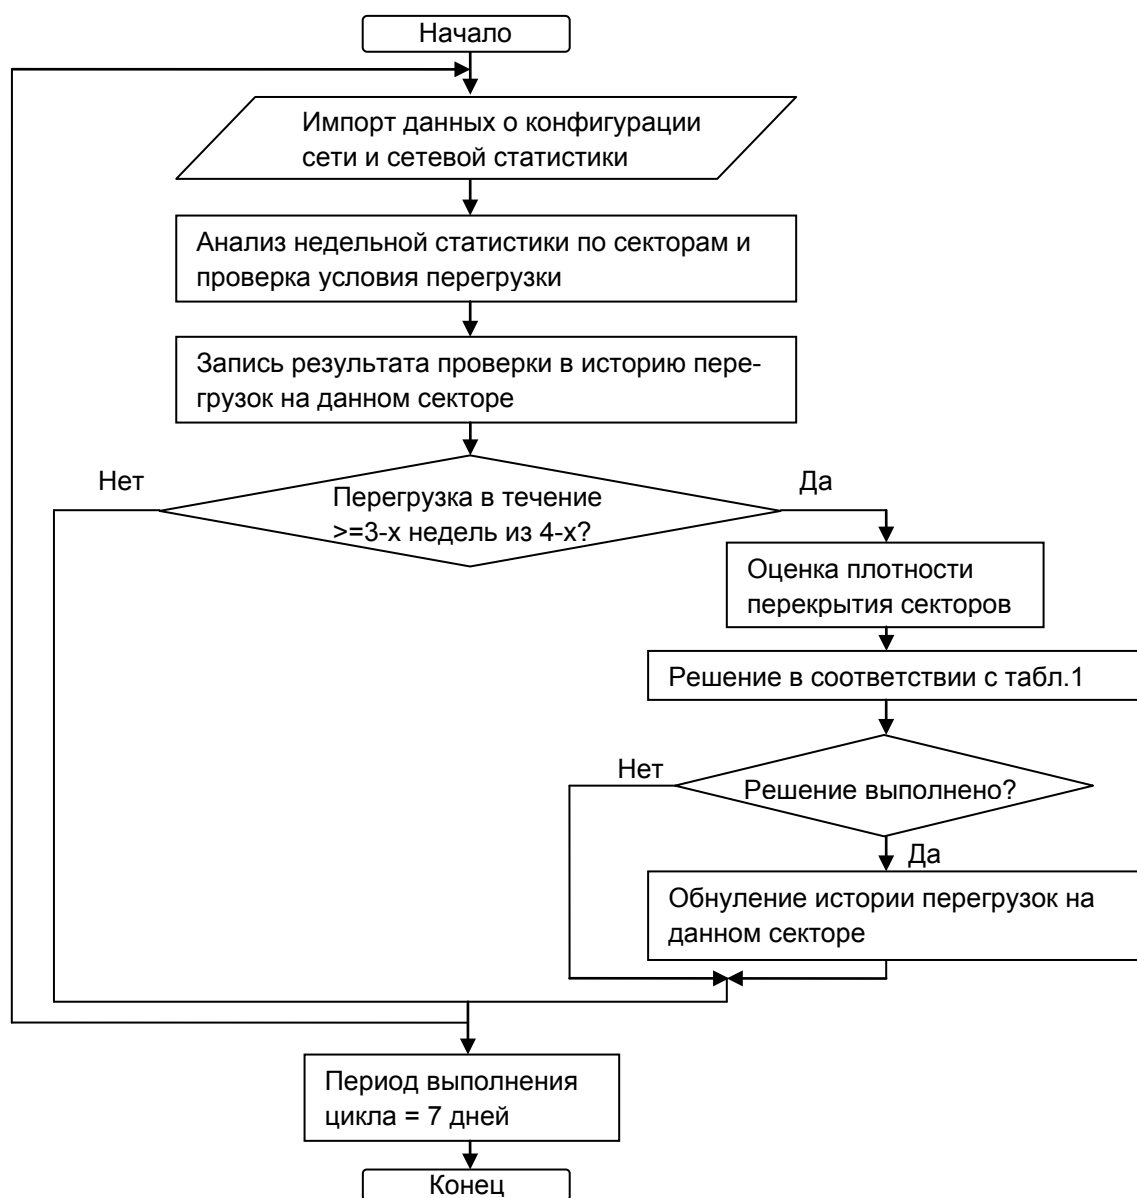 Начало
Импорт данных о конфигурации
сети и сетевой статистики
Анализ недельной статистики по секторам и
проверка условия перегрузки
Запись результата проверки в историю пере-
грузок на данном секторе
Нет
Да
Перегрузка в течение
>=3-х недель из 4-х?
Оценка плотности
перекрытия секторов
Решение в соответствии с табл.1
Нет
Решение выполнено?
Да
Обнуление истории перегрузок на
данном секторе
Период выполнения
цикла = 7 дней
Конец